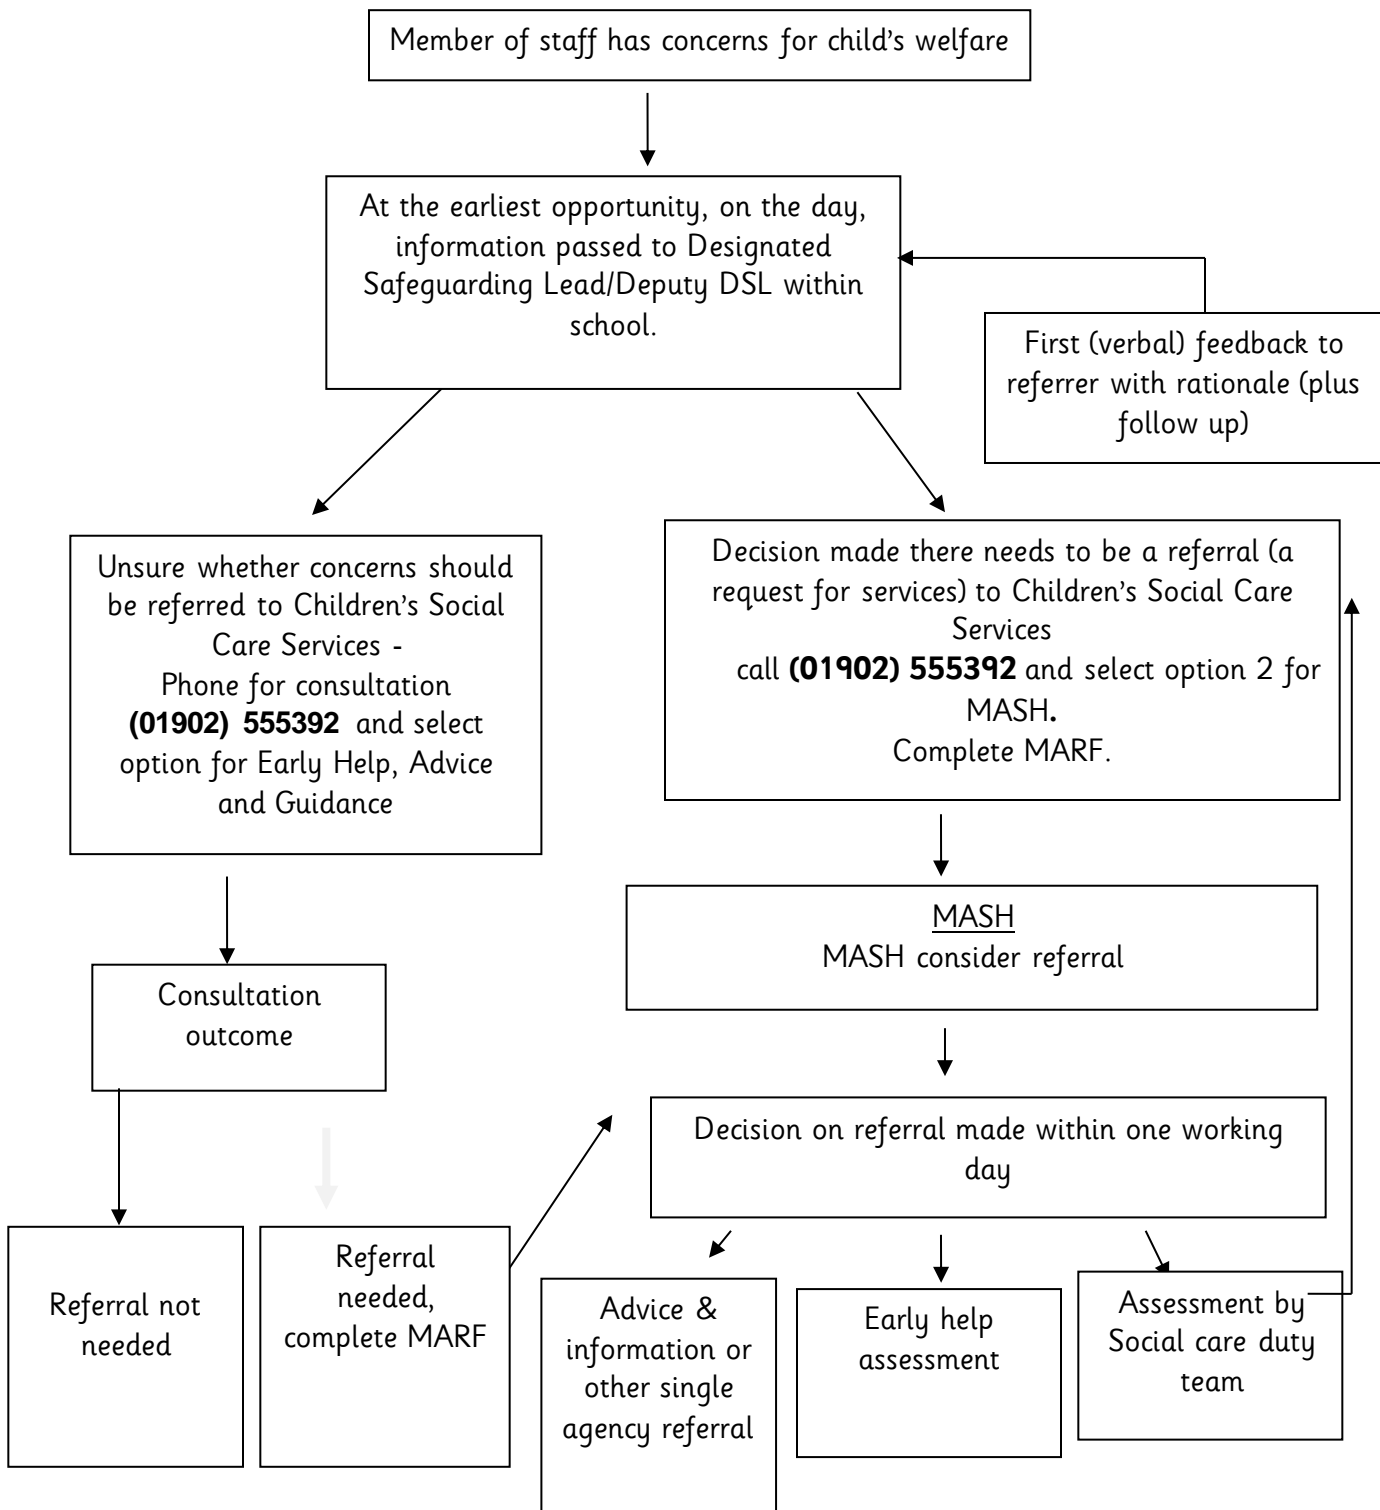 Member of staff has concerns for child’s welfare
At the earliest opportunity, on the day,
information passed to Designated
Safeguarding Lead/Deputy DSL within
school.
First (verbal) feedback to
referrer with rationale (plus
follow up)
Unsure whether concerns should
be referred to Children’s Social
Care Services -
Phone for consultation
(01902) 555392 and select
option for Early Help, Advice
and Guidance
Decision made there needs to be a referral (a
request for services) to Children’s Social Care
Services
call (01902) 555392 and select option 2 for
MASH.
Complete MARF.
MASH
MASH consider referral
Consultation
outcome
Decision on referral made within one working
day
Referral not
needed
Referral
needed,
complete MARF
Advice &
information or
other single
agency referral
Early help
assessment
Assessment by
Social care duty
team